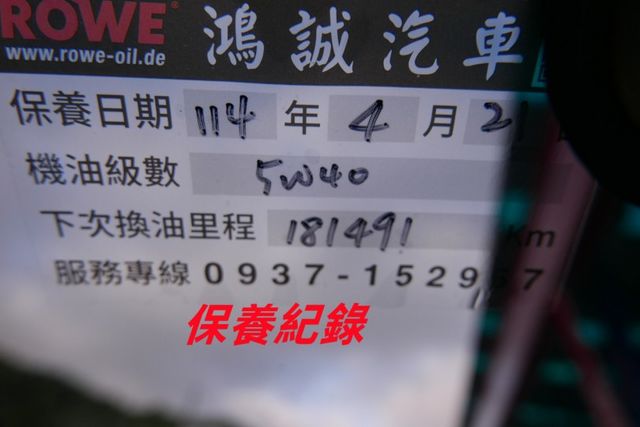 ROWE®
www.rowe-oil.de
鴻誠汽車
保養日期 114 年 4 月 21
機油級數 5W40
下次換油里程 181491 Km
服務專線 0937-152967
保養紀錄